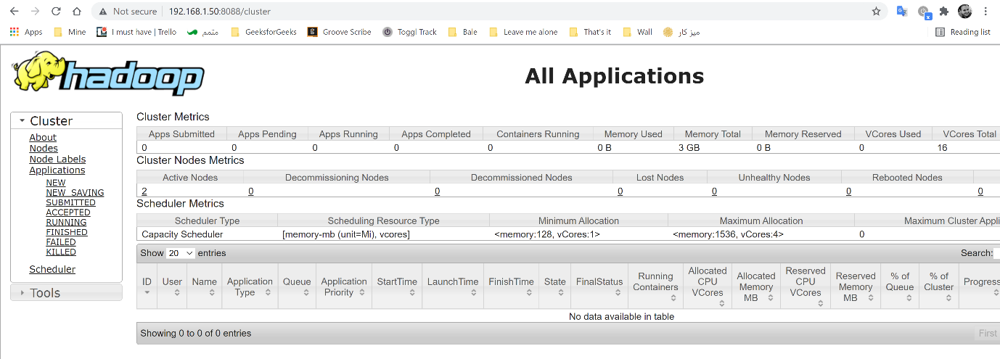 Not secure | 192.168.1.50:8088/cluster
Apps Mine I must have | Trello متمم GeeksforGeeks Groove Scribe Toggl Track Bale Leave me alone That's it Wall میز کار Reading list
hadoop
All Applications
Cluster
About
Nodes
Node Labels
Applications
NEW
NEW_SAVING
SUBMITTED
ACCEPTED
RUNNING
FINISHED
FAILED
KILLED
Scheduler
Tools
Cluster Metrics
Apps Submitted Apps Pending Apps Running Apps Completed Containers Running Memory Used Memory Total Memory Reserved VCores Used VCores Total
0 0 0 0 0 0 B 3 GB 0 B 0 16
Cluster Nodes Metrics
Active Nodes Decommissioning Nodes Decommissioned Nodes Lost Nodes Unhealthy Nodes Rebooted Nodes
2 0 0 0 0 0 0
Scheduler Metrics
Scheduler Type Scheduling Resource Type Minimum Allocation Maximum Allocation Maximum Cluster Appli
Capacity Scheduler [memory-mb (unit=Mi), vcores] <memory:128, vCores:1> <memory:1536, vCores:4> 0
Show 20 entries Search:
ID User Name Application Type Queue Application Priority StartTime LaunchTime FinishTime State FinalStatus Running Containers Allocated CPU VCores Allocated Memory MB Reserved CPU VCores Reserved Memory MB % of Queue % of Cluster Progress
No data available in table
Showing 0 to 0 of 0 entries First